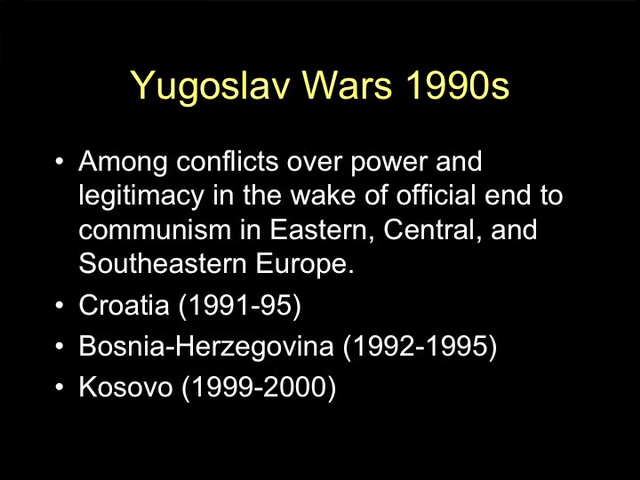 Yugoslav Wars 1990s
• Among conflicts over power and
legitimacy in the wake of official end to
communism in Eastern, Central, and
Southeastern Europe.
• Croatia (1991-95)
• Bosnia-Herzegovina (1992-1995)
• Kosovo (1999-2000)